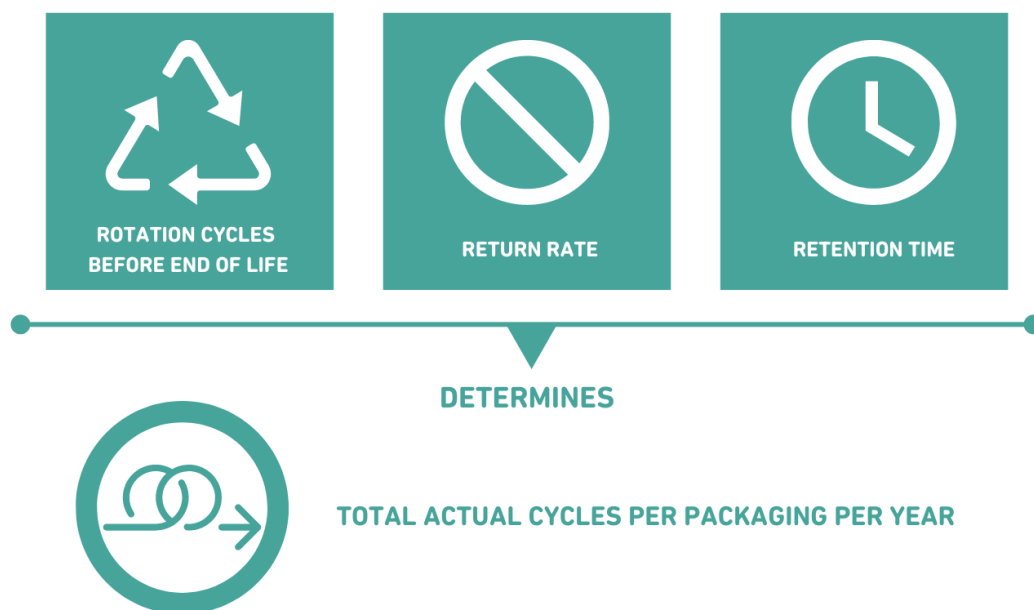 ROTATION CYCLES
BEFORE END OF LIFE
RETURN RATE
RETENTION TIME
DETERMINES
TOTAL ACTUAL CYCLES PER PACKAGING PER YEAR